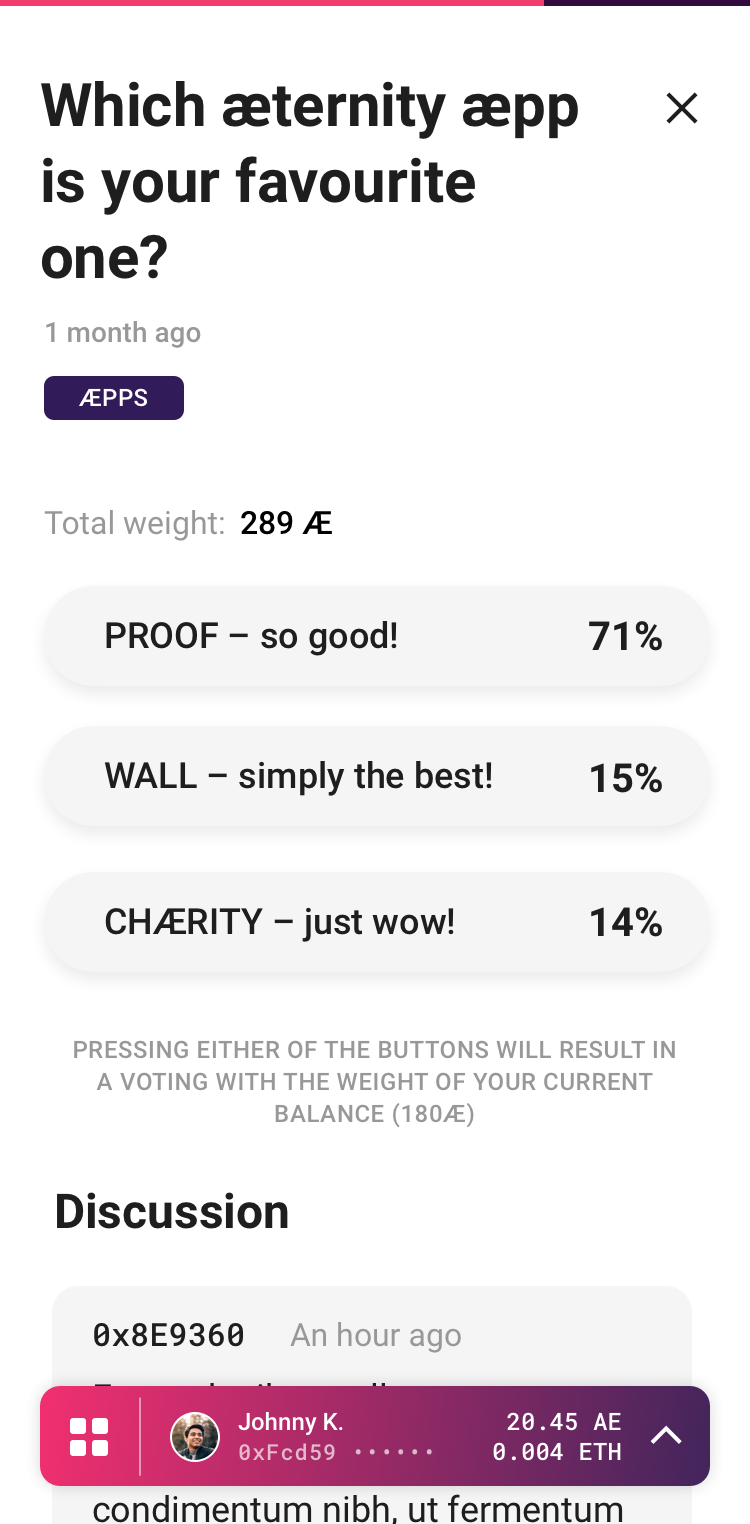 Which æternity æpp
is your favourite
one?
1 month ago
ÆPPS
Total weight: 289 Æ
PROOF – so good! 71%
WALL – simply the best! 15%
CHÆRITY – just wow! 14%
PRESSING EITHER OF THE BUTTONS WILL RESULT IN
A VOTING WITH THE WEIGHT OF YOUR CURRENT
BALANCE (180Æ)
Discussion
0x8E9360 An hour ago
Johnny K. 20.45 AE
0xFcd59 ······ 0.004 ETH
condimentum nibh, ut fermentum